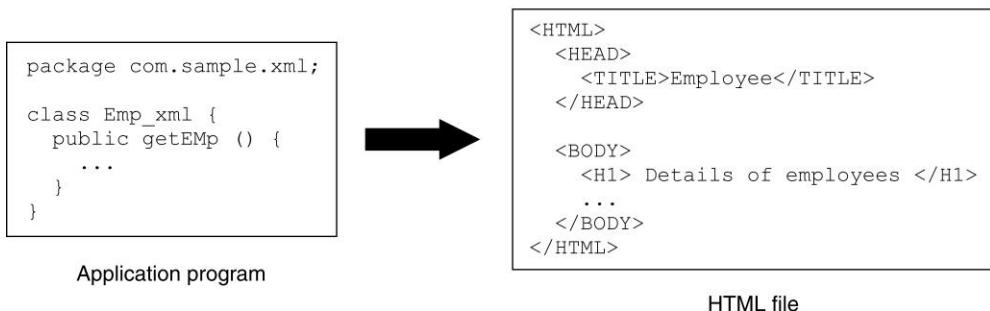 package com.sample.xml;
class Emp_xml {
public getEMp () {
...
}
}
Application program
<HTML>
<HEAD>
<TITLE>Employee</TITLE>
</HEAD>
<BODY>
<H1> Details of employees </H1>
...
</BODY>
</HTML>
HTML file